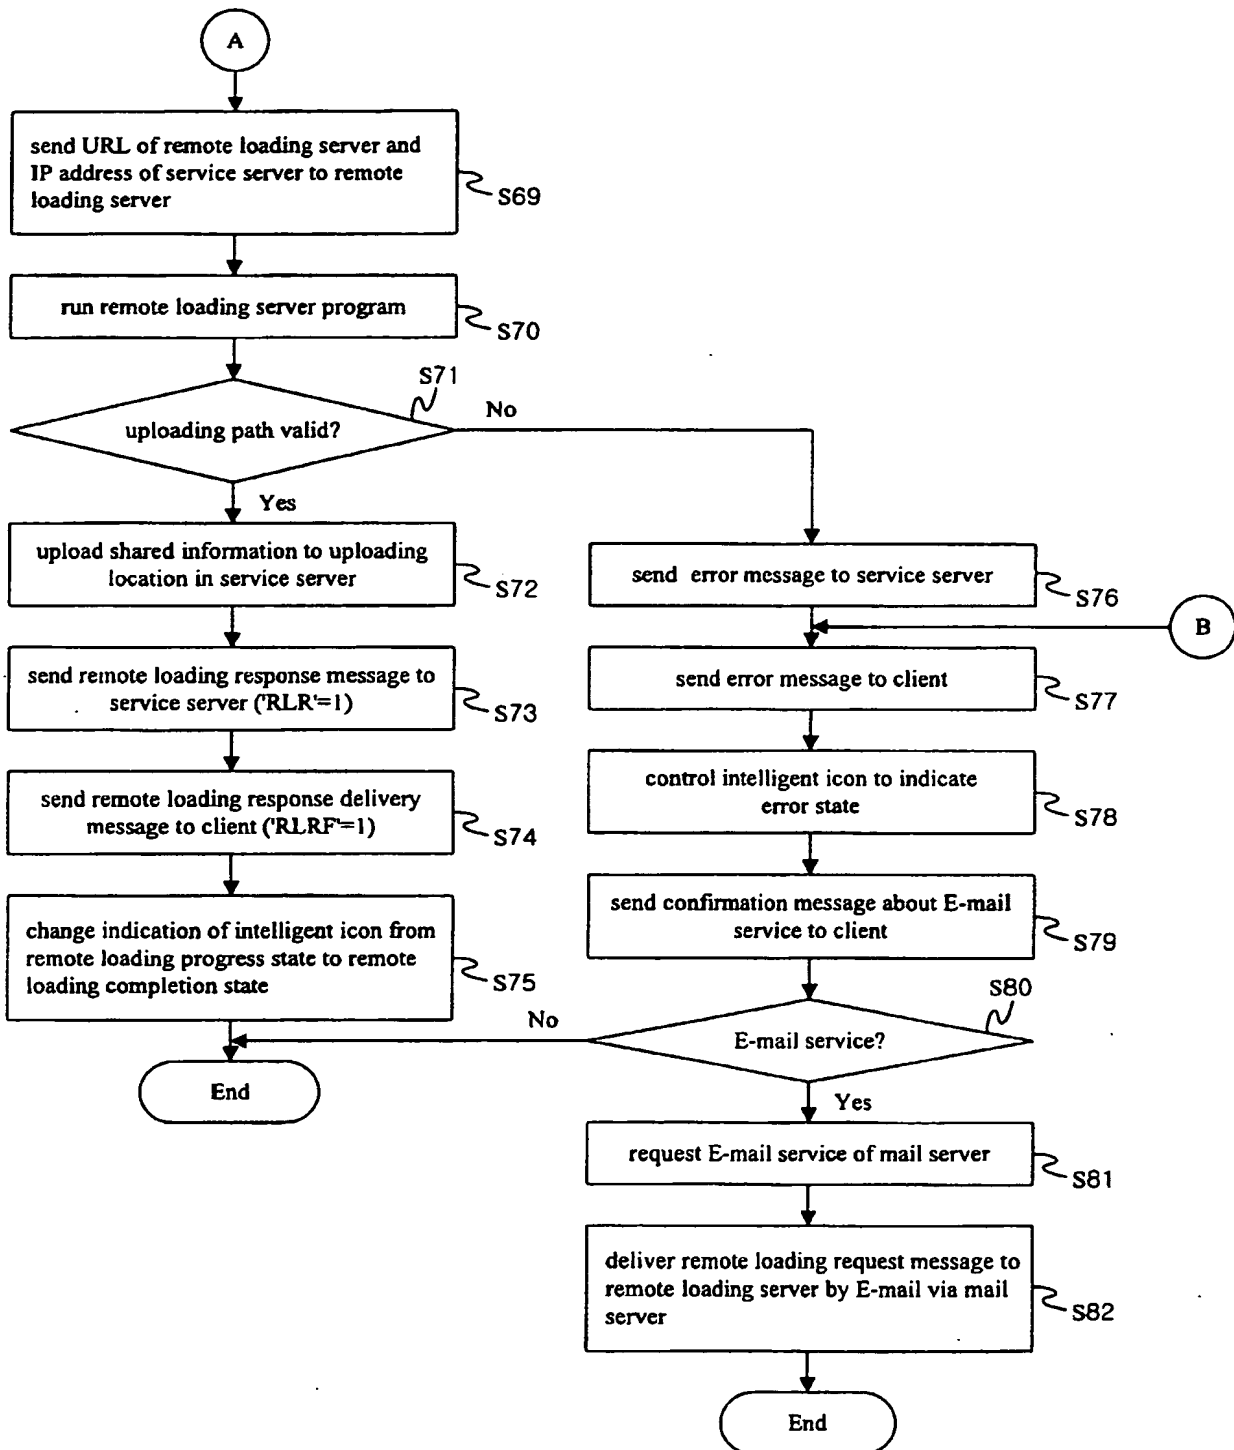 A
send URL of remote loading server and
IP address of service server to remote
loading server
S69
run remote loading server program
S70
S71
uploading path valid?
No
Yes
upload shared information to uploading
location in service server
S72
send remote loading response message to
service server ('RLR'=1)
S73
send remote loading response delivery
message to client ('RLRF'=1)
S74
change indication of intelligent icon from
remote loading progress state to remote
loading completion state
S75
End
send error message to service server
S76
B
send error message to client
S77
control intelligent icon to indicate
error state
S78
send confirmation message about E-mail
service to client
S79
S80
E-mail service?
No
Yes
request E-mail service of mail server
S81
deliver remote loading request message to
remote loading server by E-mail via mail
server
S82
End